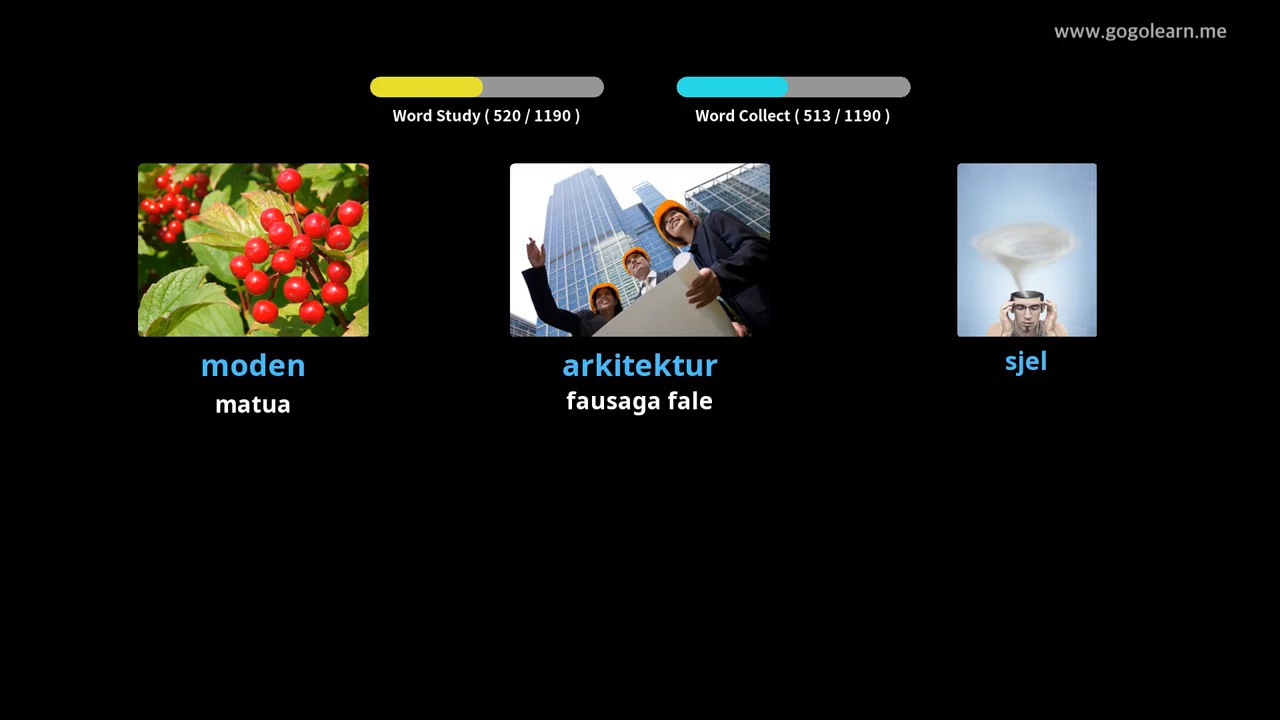 www.gogolearn.me
Word Study ( 520 / 1190 )
Word Collect ( 513 / 1190 )
moden
matua
arkitektur
fausaga fale
sjel